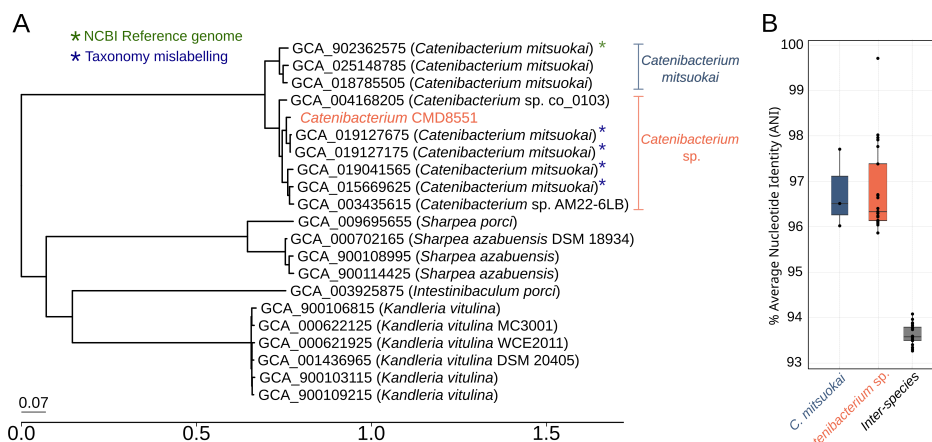 A
* NCBI Reference genome
* Taxonomy mislabelling
GCA_902362575 (Catenibacterium mitsuokai) *
GCA_025148785 (Catenibacterium mitsuokai)
GCA_018785505 (Catenibacterium mitsuokai)
GCA_004168205 (Catenibacterium sp. co_0103)
Catenibacterium CMD8551
GCA_019127675 (Catenibacterium mitsuokai) *
GCA_019127175 (Catenibacterium mitsuokai) *
GCA_019041565 (Catenibacterium mitsuokai) *
GCA_015669625 (Catenibacterium mitsuokai) *
GCA_003435615 (Catenibacterium sp. AM22-6LB)
GCA_009695655 (Sharpea porci)
GCA_000702165 (Sharpea azabuensis DSM 18934)
GCA_900108995 (Sharpea azabuensis)
GCA_900114425 (Sharpea azabuensis)
GCA_003925875 (Intestinibaculum porci)
GCA_900106815 (Kandleria vitulina)
GCA_000622125 (Kandleria vitulina MC3001)
GCA_000621925 (Kandleria vitulina WCE2011)
GCA_001436965 (Kandleria vitulina DSM 20405)
GCA_900103115 (Kandleria vitulina)
GCA_900109215 (Kandleria vitulina)
Catenibacterium
mitsuokai
Catenibacterium
sp.
0.07
0.0 0.5 1.0 1.5
B
% Average Nucleotide Identity (ANI)
100
99
98
97
96
95
94
93
C. mitsuokai
tenibacterium sp.
Inter-species